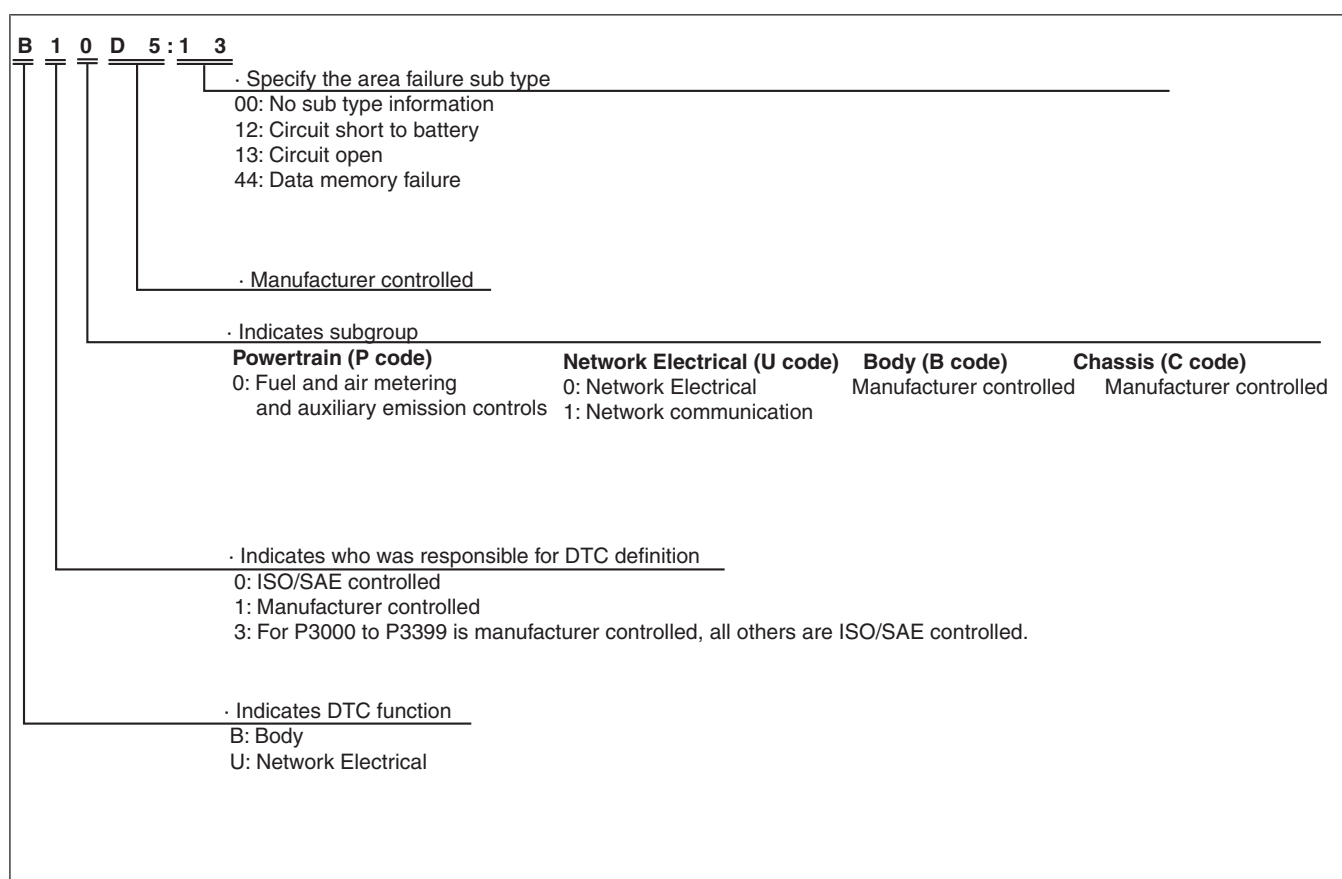 B 1 0 D 5 : 1 3
· Specify the area failure sub type
00: No sub type information
12: Circuit short to battery
13: Circuit open
44: Data memory failure
· Manufacturer controlled
· Indicates subgroup
Powertrain (P code) Network Electrical (U code) Body (B code) Chassis (C code)
0: Fuel and air metering 0: Network Electrical Manufacturer controlled Manufacturer controlled
and auxiliary emission controls 1: Network communication
· Indicates who was responsible for DTC definition
0: ISO/SAE controlled
1: Manufacturer controlled
3: For P3000 to P3399 is manufacturer controlled, all others are ISO/SAE controlled.
· Indicates DTC function
B: Body
U: Network Electrical